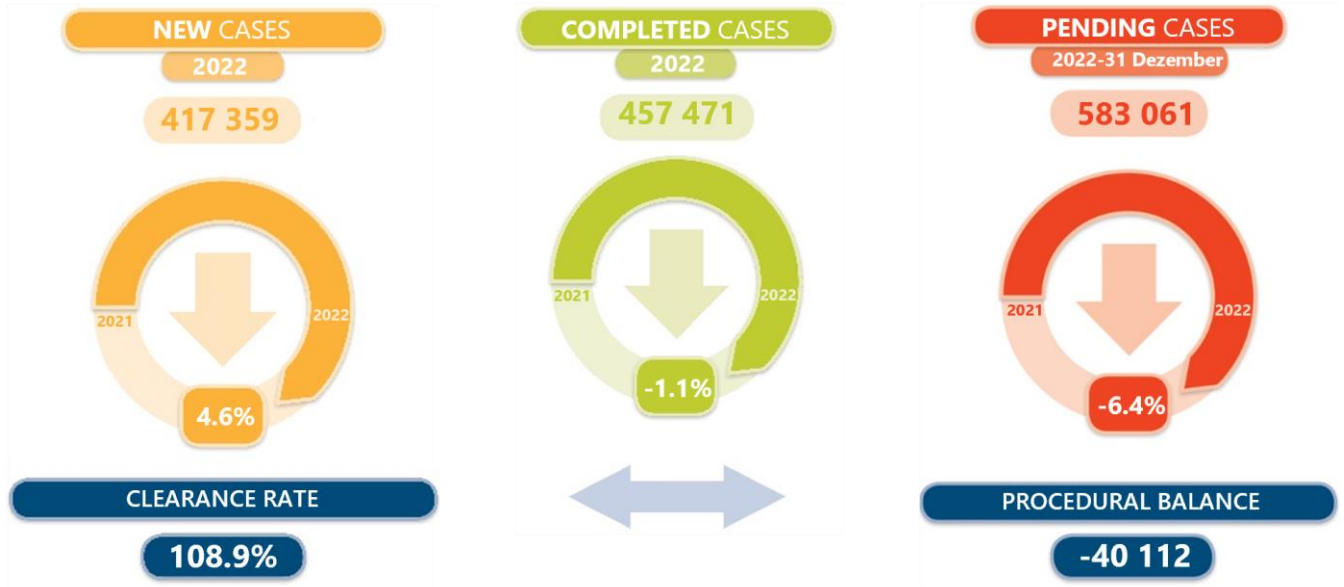 NEW CASES
2022
417 359
2021
2022
4.6%
CLEARANCE RATE
108.9%
COMPLETED CASES
2022
457 471
2021
2022
-1.1%
PENDING CASES
2022-31 Dezember
583 061
2021
2022
-6.4%
PROCEDURAL BALANCE
-40 112